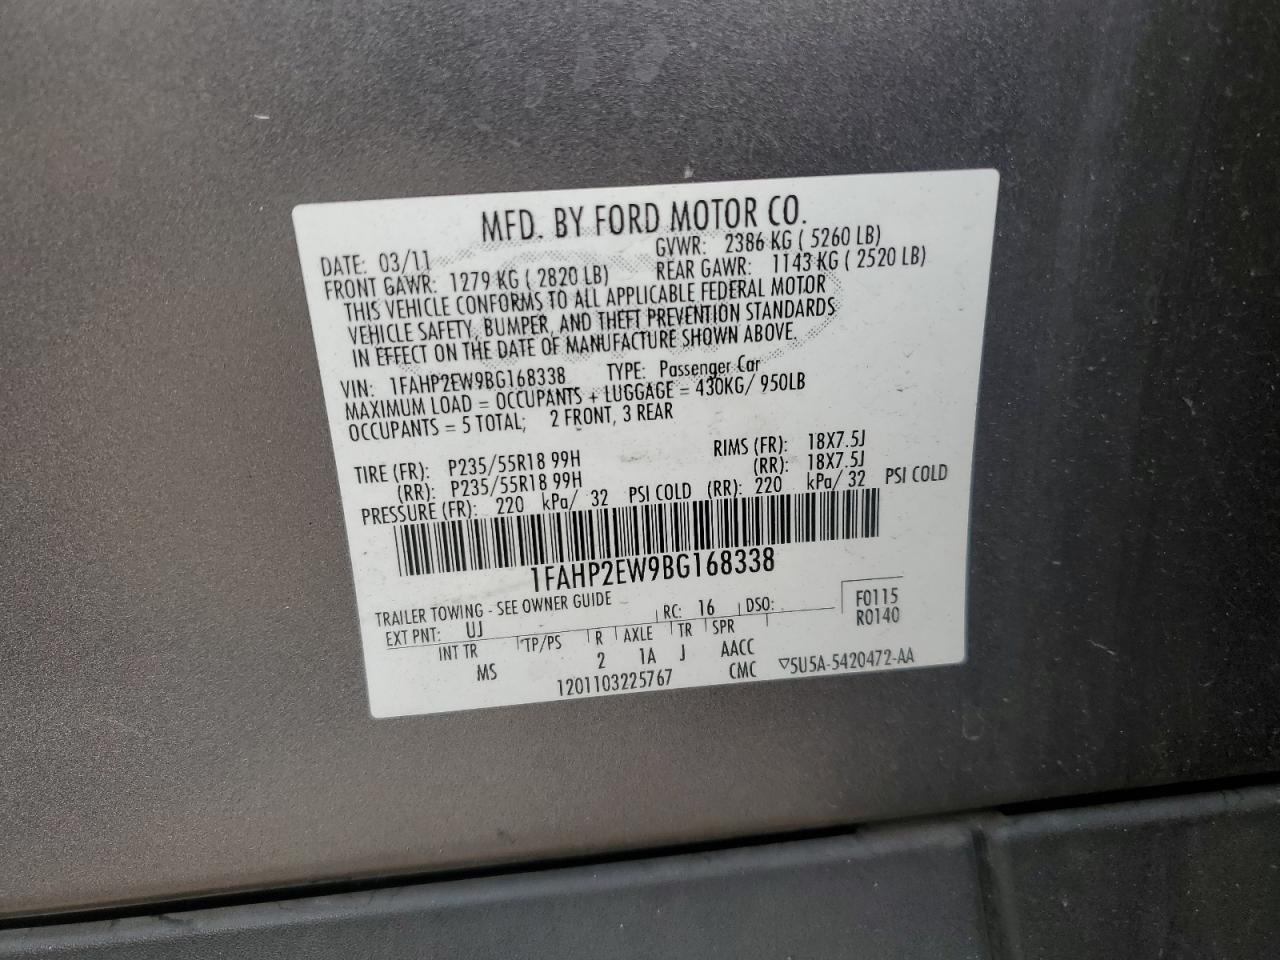 MFD. BY FORD MOTOR CO.
DATE: 03/11 GVWR: 2386 KG ( 5260 LB)
FRONT GAWR: 1279 KG ( 2820 LB) REAR GAWR: 1143 KG ( 2520 LB)
THIS VEHICLE CONFORMS TO ALL APPLICABLE FEDERAL MOTOR
VEHICLE SAFETY, BUMPER, AND THEFT PREVENTION STANDARDS
IN EFFECT ON THE DATE OF MANUFACTURE SHOWN ABOVE.
VIN: 1FAHP2EW9BG168338 TYPE: Passenger Car
MAXIMUM LOAD = OCCUPANTS + LUGGAGE = 430KG/ 950LB
OCCUPANTS = 5 TOTAL; 2 FRONT, 3 REAR
TIRE (FR): P235/55R18 99H RIMS (FR): 18X7.5J
(RR): P235/55R18 99H (RR): 18X7.5J
PRESSURE (FR): 220 kPa/ 32 PSI COLD (RR): 220 kPa/ 32 PSI COLD
1FAHP2EW9BG168338
TRAILER TOWING - SEE OWNER GUIDE
EXT PNT: UJ RC: 16 DSO: F0115
R0140
INT TR TP/PS R AXLE TR SPR
MS 2 1A J AACC
1201103225767 CMC ▽5U5A-5420472-AA